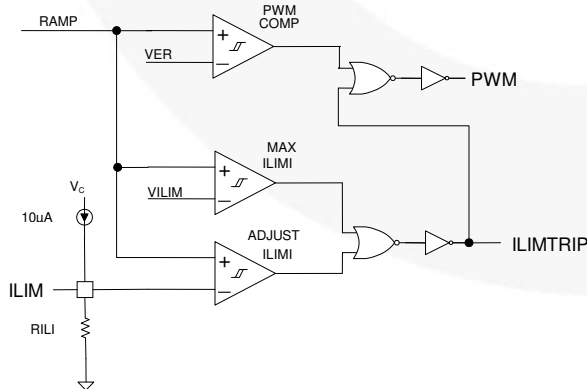 PWM
COMP
RAMP
VER
PWM
MAX
ILIMI
VILIM
VC
10uA
ADJUST
ILIMI
ILIMTRIP
ILIM
RILI
+
−
+
−
+
−